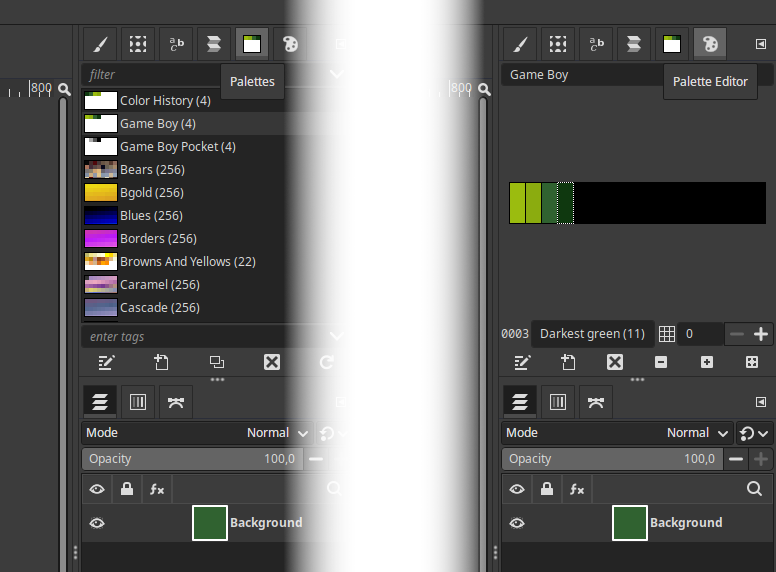 a c b
a c b
filter
Palettes
Game Boy
Palette Editor
800
800
Color History (4)
Game Boy (4)
Game Boy Pocket (4)
Bears (256)
Bgold (256)
Blues (256)
Borders (256)
Browns And Yellows (22)
Caramel (256)
Cascade (256)
enter tags
0003 Darkest green (11) 0
Mode Normal
Mode Normal
Opacity 100,0
Opacity 100,0
fx
fx
Background
Background